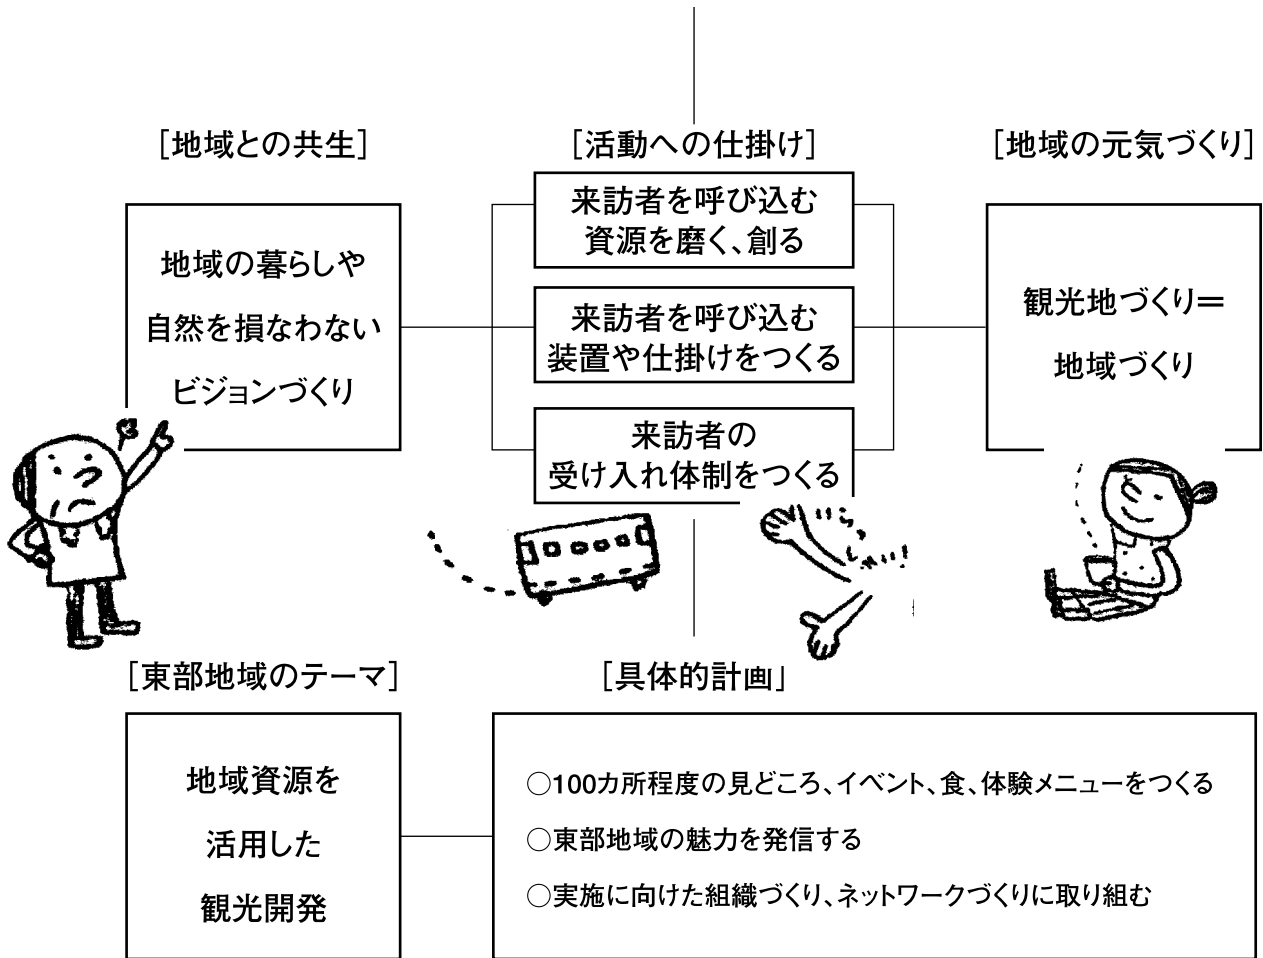 ［地域との共生］
地域の暮らしや
自然を損なわない
ビジョンづくり
［活動への仕掛け］
来訪者を呼び込む
資源を磨く、創る
来訪者を呼び込む
装置や仕掛けをつくる
来訪者の
受け入れ体制をつくる
［地域の元気づくり］
観光地づくり＝
地域づくり
いらっしゃい
［東部地域のテーマ］
地域資源を
活用した
観光開発
［具体的計画」
○100カ所程度の見どころ、イベント、食、体験メニューをつくる
○東部地域の魅力を発信する
○実施に向けた組織づくり、ネットワークづくりに取り組む